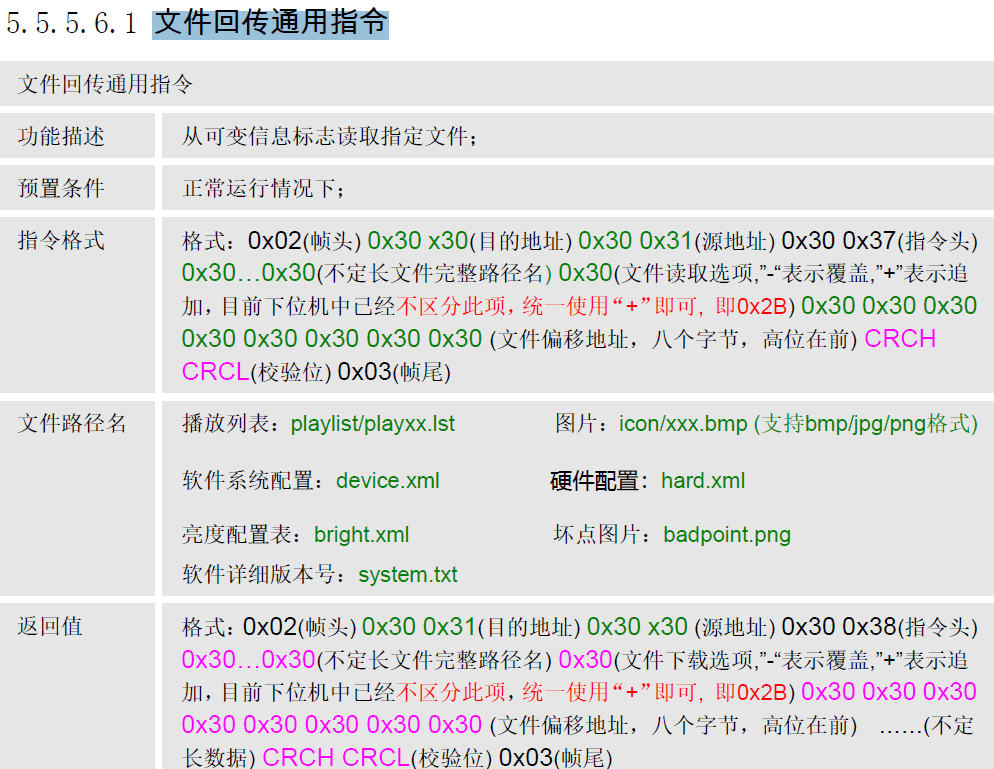 5.5.5.6.1 文件回传通用指令
文件回传通用指令
功能描述
从可变信息标志读取指定文件；
预置条件
正常运行情况下；
指令格式
格式：0x02(帧头) 0x30 x30(目的地址) 0x30 0x31(源地址) 0x30 0x37(指令头)
0x30…0x30(不定长文件完整路径名) 0x30(文件读取选项,”-“表示覆盖,”+”表示追
加，目前下位机中已经不区分此项，统一使用“+”即可, 即0x2B) 0x30 0x30 0x30
0x30 0x30 0x30 0x30 0x30 (文件偏移地址，八个字节，高位在前) CRCH
CRCL(校验位) 0x03(帧尾)
文件路径名
播放列表：playlist/playxx.lst 图片：icon/xxx.bmp (支持bmp/jpg/png格式)
软件系统配置：device.xml 硬件配置：hard.xml
亮度配置表：bright.xml 坏点图片：badpoint.png
软件详细版本号：system.txt
返回值
格式：0x02(帧头) 0x30 0x31(目的地址) 0x30 x30 (源地址) 0x30 0x38(指令头)
0x30…0x30(不定长文件完整路径名) 0x30(文件下载选项,”-“表示覆盖,”+”表示追
加，目前下位机中已经不区分此项，统一使用“+”即可, 即0x2B) 0x30 0x30 0x30
0x30 0x30 0x30 0x30 0x30 (文件偏移地址，八个字节，高位在前) ……(不定
长数据) CRCH CRCL(校验位) 0x03(帧尾)